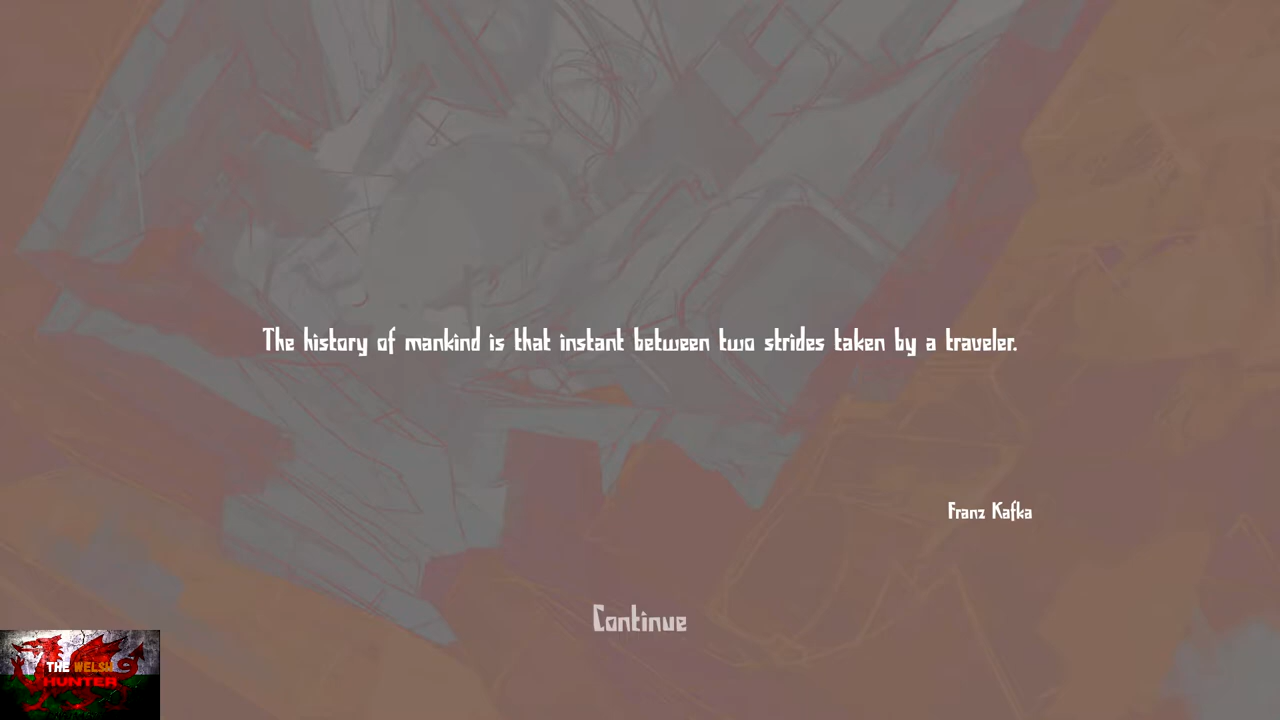 The history of mankind is that instant between two strides taken by a traveler.
Franz Kafka
Continue
THE WELSH
HUNTER